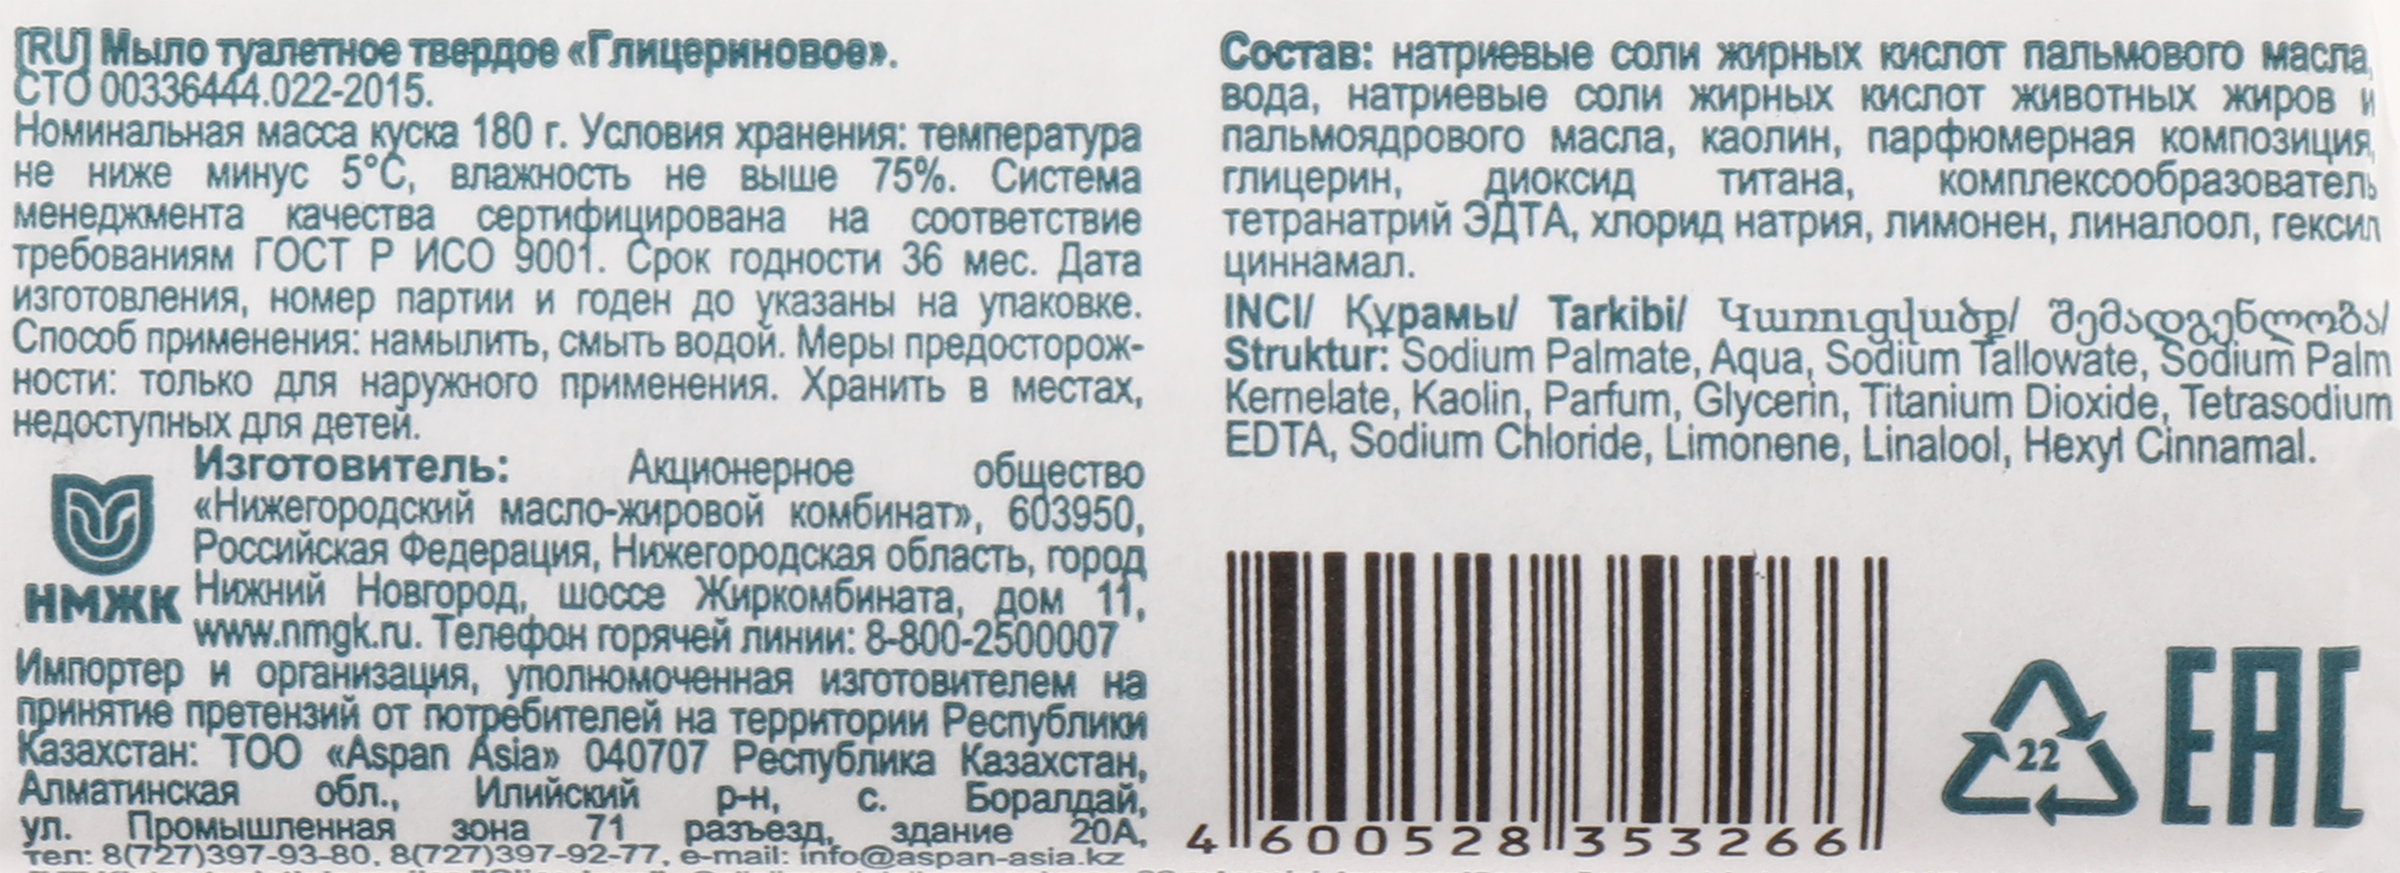 [RU] Мыло туалетное твердое «Глицериновое».
СТО 00336444.022-2015.
Номинальная масса куска 180 г. Условия хранения: температура
не ниже минус 5°С, влажность не выше 75%. Система
менеджмента качества сертифицирована на соответствие
требованиям ГОСТ Р ИСО 9001. Срок годности 36 мес. Дата
изготовления, номер партии и годен до указаны на упаковке.
Способ применения: намылить, смыть водой. Меры предосторож-
ности: только для наружного применения. Хранить в местах,
недоступных для детей.
Изготовитель: Акционерное общество
«Нижегородский масло-жировой комбинат», 603950,
Российская Федерация, Нижегородская область, город
Нижний Новгород, шоссе Жиркомбината, дом 11,
www.nmgk.ru. Телефон горячей линии: 8-800-2500007
НМЖК
Импортер и организация, уполномоченная изготовителем на
принятие претензий от потребителей на территории Республики
Казахстан: ТОО «Aspan Asia» 040707 Республика Казахстан,
Алматинская обл., Илийский р-н, с. Боралдай,
ул. Промышленная зона 71 разъезд, здание 20А,
тел: 8(727)397-93-80, 8(727)397-92-77, e-mail: info@aspan-asia.kz
Состав: натриевые соли жирных кислот пальмового масла,
вода, натриевые соли жирных кислот животных жиров и
пальмоядрового масла, каолин, парфюмерная композиция,
глицерин, диоксид титана, комплексообразователь
тетранатрий ЭДТА, хлорид натрия, лимонен, линалоол, гексил
циннамал.
INCI/ Құрамы/ Tarkibi/ Կառուցվածք/ შემადგენლობა/
Struktur: Sodium Palmate, Aqua, Sodium Tallowate, Sodium Palm
Kernelate, Kaolin, Parfum, Glycerin, Titanium Dioxide, Tetrasodium
EDTA, Sodium Chloride, Limonene, Linalool, Hexyl Cinnamal.
4 600528 353266
22
EAC